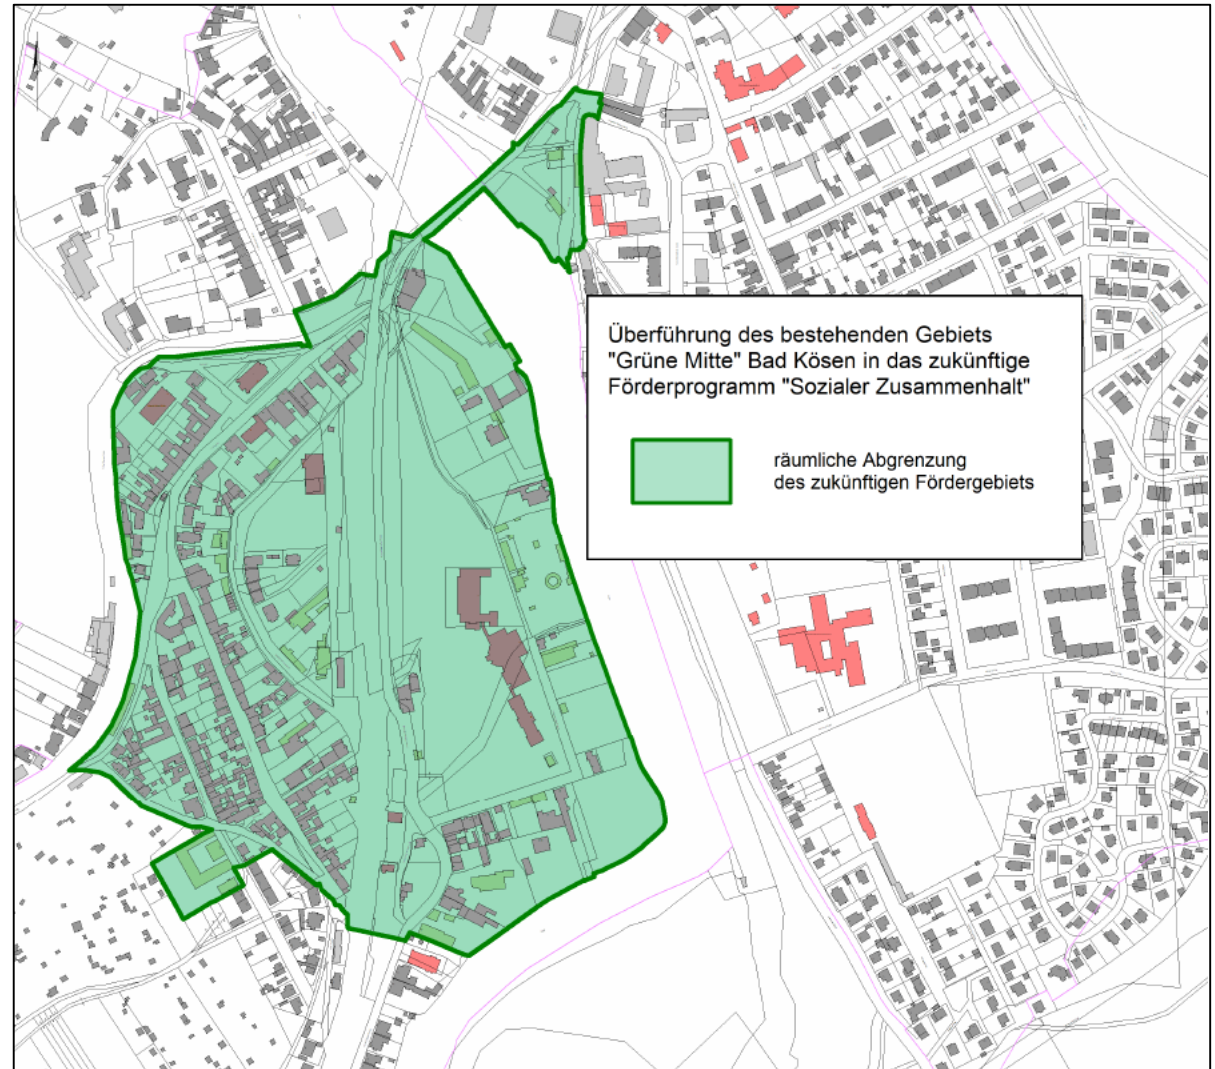 Überführung des bestehenden Gebiets
"Grüne Mitte" Bad Kösen in das zukünftige
Förderprogramm "Sozialer Zusammenhalt"
räumliche Abgrenzung
des zukünftigen Fördergebiets